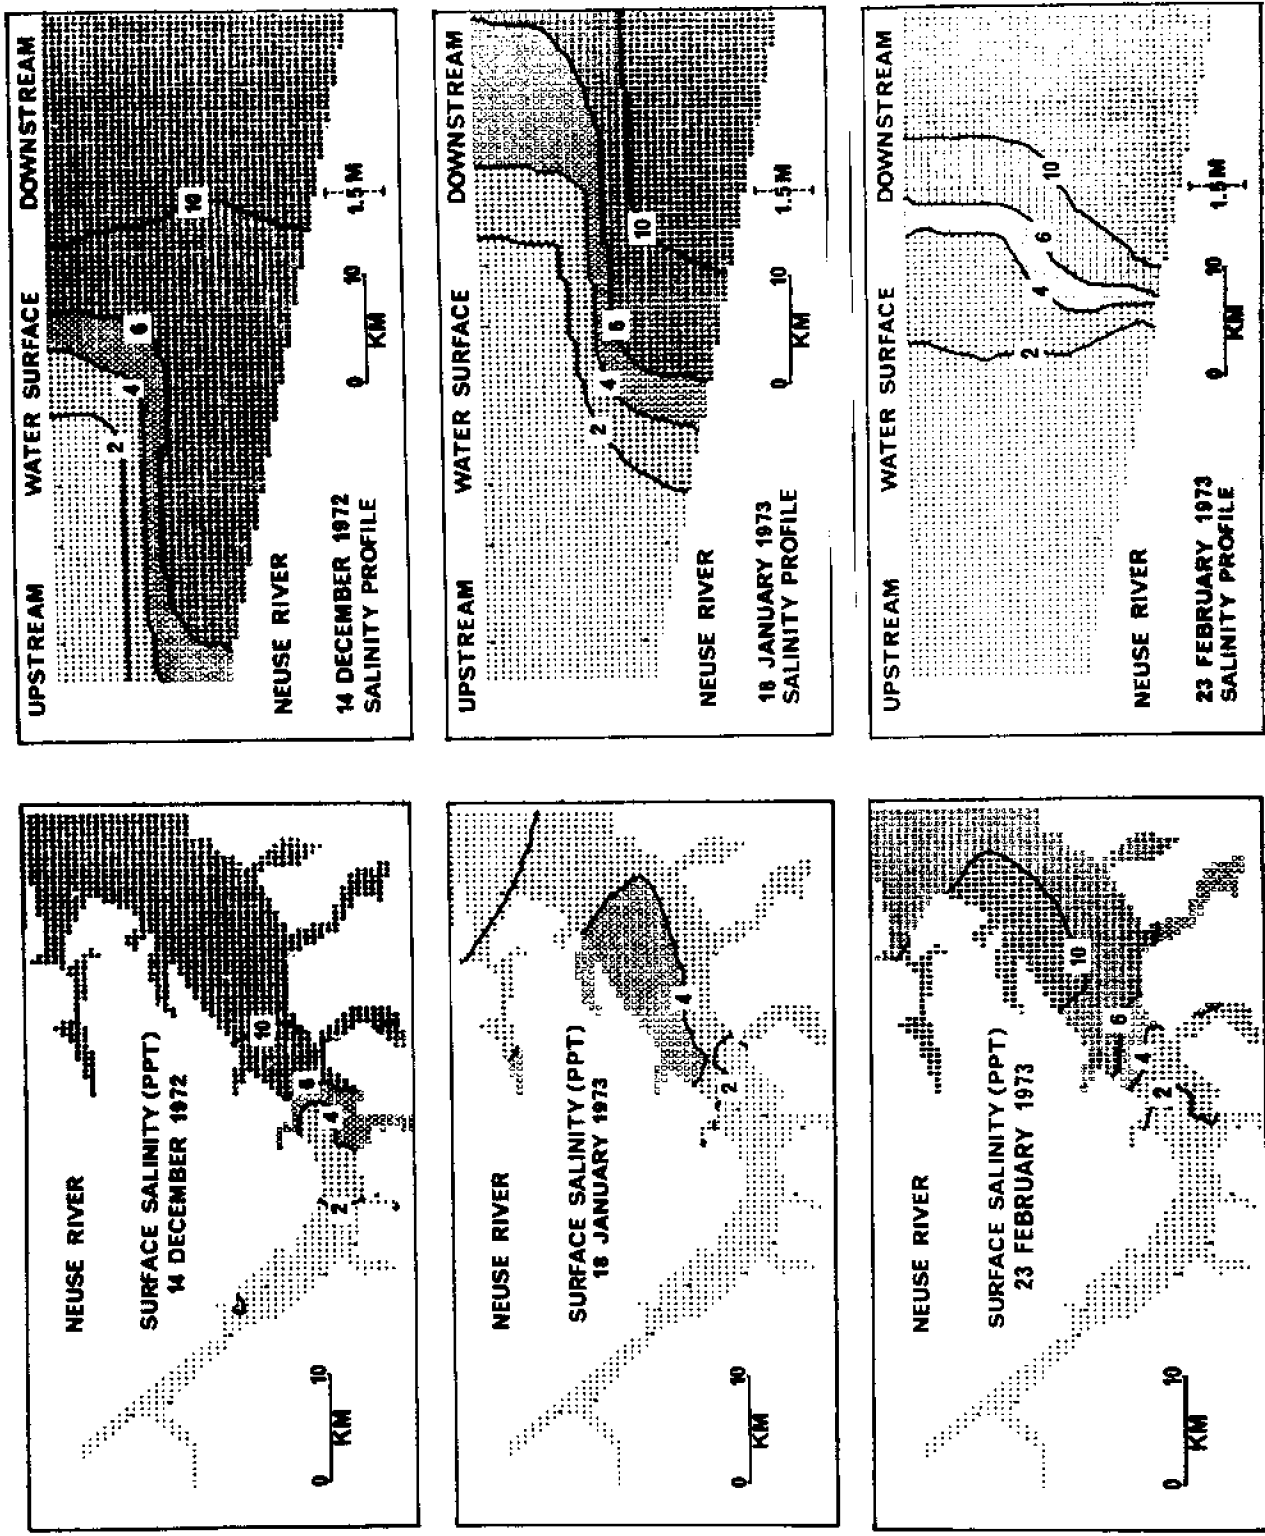 NEUSE RIVER
SURFACE SALINITY (PPT)
14 DECEMBER 1972
10
6
4
2
0 10
KM
UPSTREAM WATER SURFACE DOWNSTREAM
2
4
6
10
NEUSE RIVER
14 DECEMBER 1972
SALINITY PROFILE
0 10
KM
1.5 M
NEUSE RIVER
SURFACE SALINITY (PPT)
18 JANUARY 1973
4
2
0 10
KM
UPSTREAM WATER SURFACE DOWNSTREAM
2
4
6
10
NEUSE RIVER
18 JANUARY 1973
SALINITY PROFILE
0 10
KM
1.5 M
NEUSE RIVER
SURFACE SALINITY (PPT)
23 FEBRUARY 1973
10
6
4
2
0 10
KM
UPSTREAM WATER SURFACE DOWNSTREAM
2
4
6
10
NEUSE RIVER
23 FEBRUARY 1973
SALINITY PROFILE
0 10
KM
1.5 M